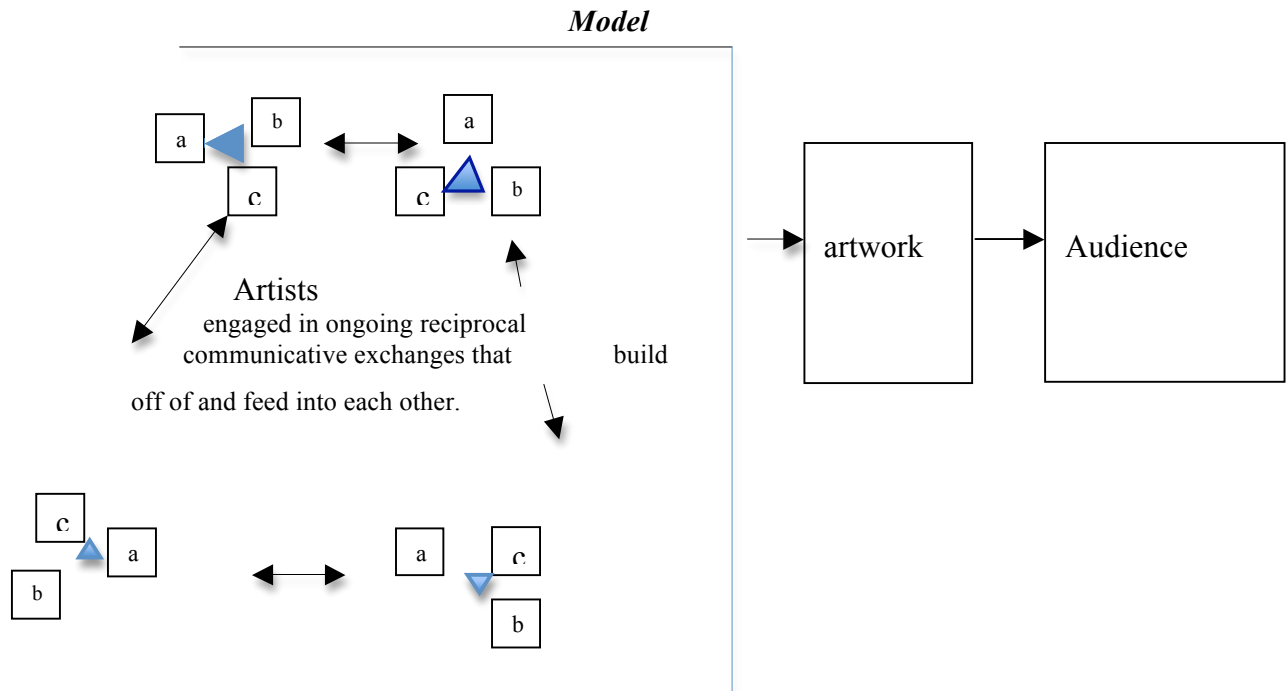 Model
a b a
c c b
artwork Audience
Artists
engaged in ongoing reciprocal
communicative exchanges that build
off of and feed into each other.
c a a c
b b